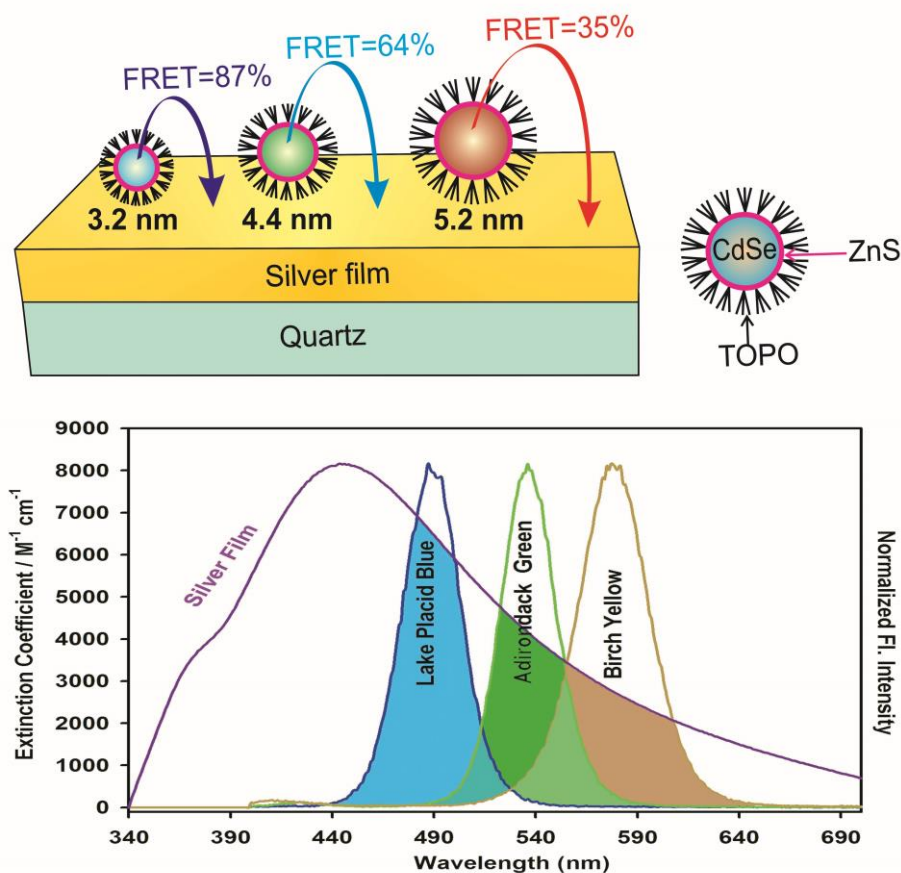 FRET=87%
FRET=64%
FRET=35%
3.2 nm
4.4 nm
5.2 nm
Silver film
Quartz
CdSe
ZnS
TOPO
9000
8000
7000
6000
5000
4000
3000
2000
1000
0
Extinction Coefficient / M⁻¹ cm⁻¹
Silver Film
Lake Placid Blue
Adirondack Green
Birch Yellow
Normalized Fl. Intensity
340 390 440 490 540 590 640 690
Wavelength (nm)